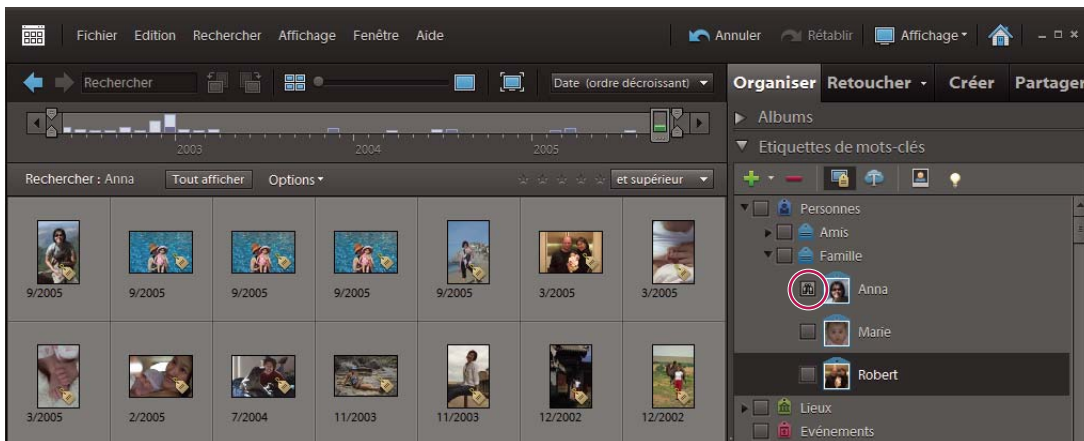 Fichier Edition Rechercher Affichage Fenêtre Aide Annuler Rétablir Affichage
Rechercher Date (ordre décroissant) Organiser Retoucher Créer Partager
Albums
2003 2004 2005 Etiquettes de mots-clés
Rechercher : Anna Tout afficher Options et supérieur
Personnes
Amis
Famille
9/2005 9/2005 9/2005 9/2005 9/2005 3/2005 3/2005
Anna
Marie
Robert
3/2005 2/2005 7/2004 11/2003 11/2003 12/2002 12/2002
Lieux
Evénements